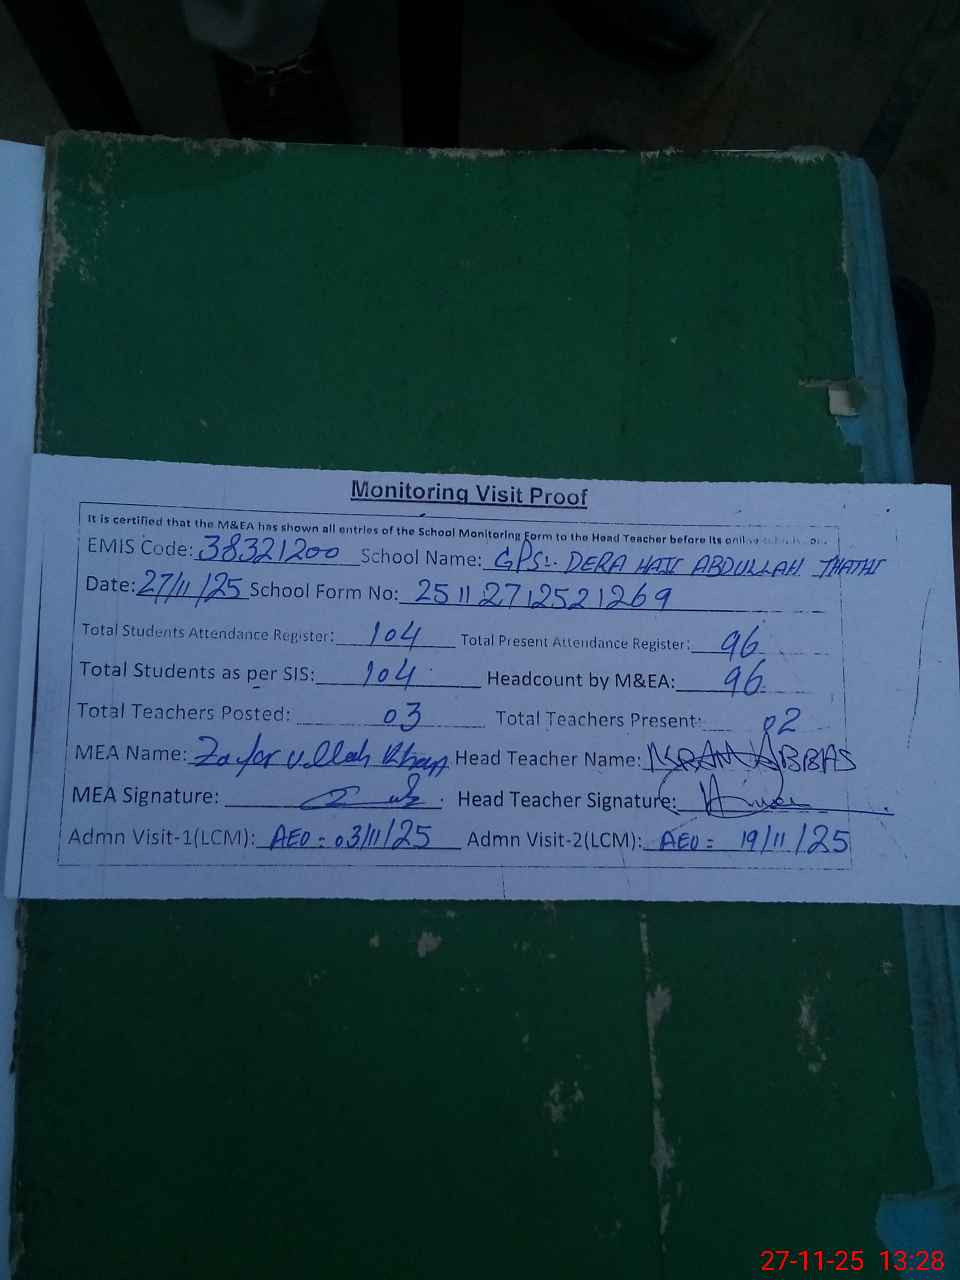 Monitoring Visit Proof
It is certified that the M&EA has shown all entries of the School Monitoring Form to the Head Teacher before its
EMIS Code: 38321200 School Name: GPS:. DERA HAJI ABDULLAH THATHI
Date: 27/11/25 School Form No: 2511 2712521269
Total Students Attendance Register: 104 Total Present Attendance Register: 96
Total Students as per SIS: 104 Headcount by M&EA: 96
Total Teachers Posted: 03 Total Teachers Present: 02
MEA Name: Zafar ullah Khan Head Teacher Name: ABBAS
MEA Signature: Head Teacher Signature:
Admn Visit-1(LCM): AEO = 03/11/25 Admn Visit-2(LCM): AEO = 19/11/25
27-11-25 13:28